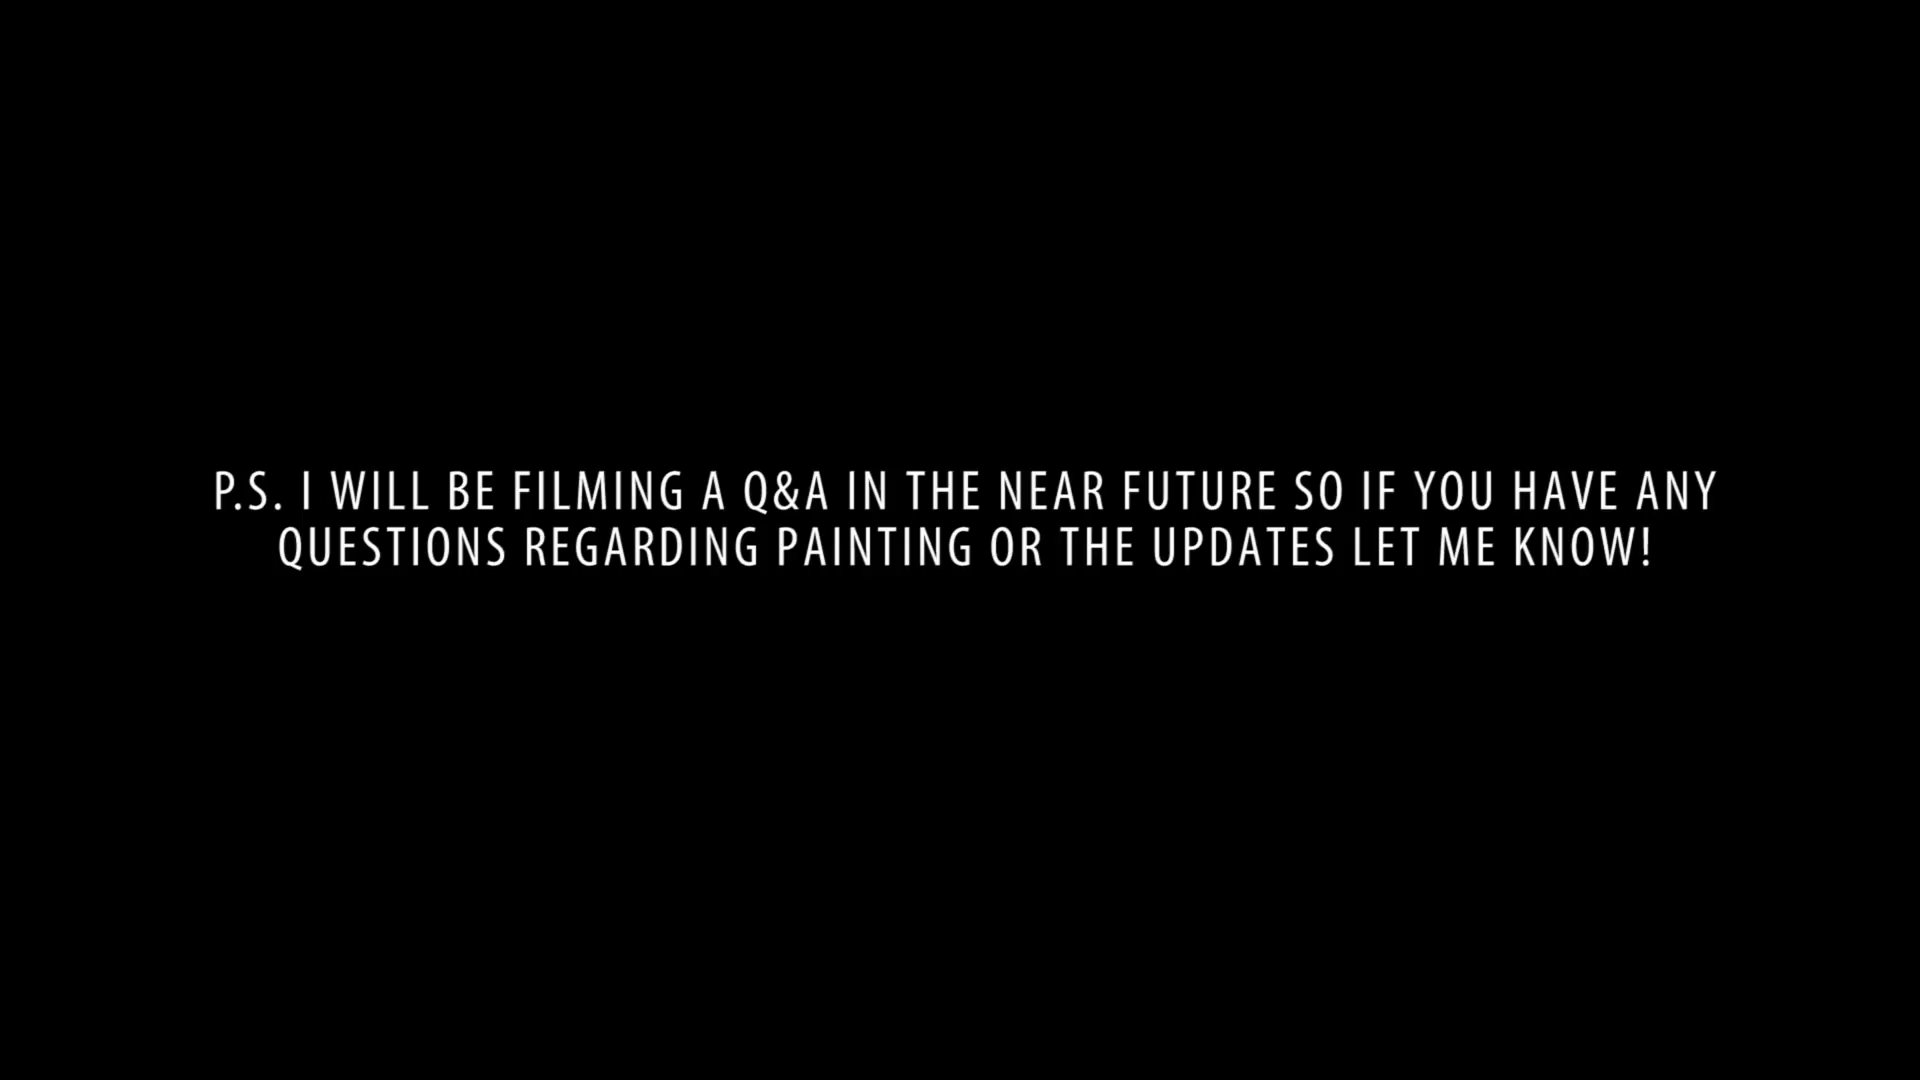 P.S. I WILL BE FILMING A Q&A IN THE NEAR FUTURE SO IF YOU HAVE ANY
QUESTIONS REGARDING PAINTING OR THE UPDATES LET ME KNOW!